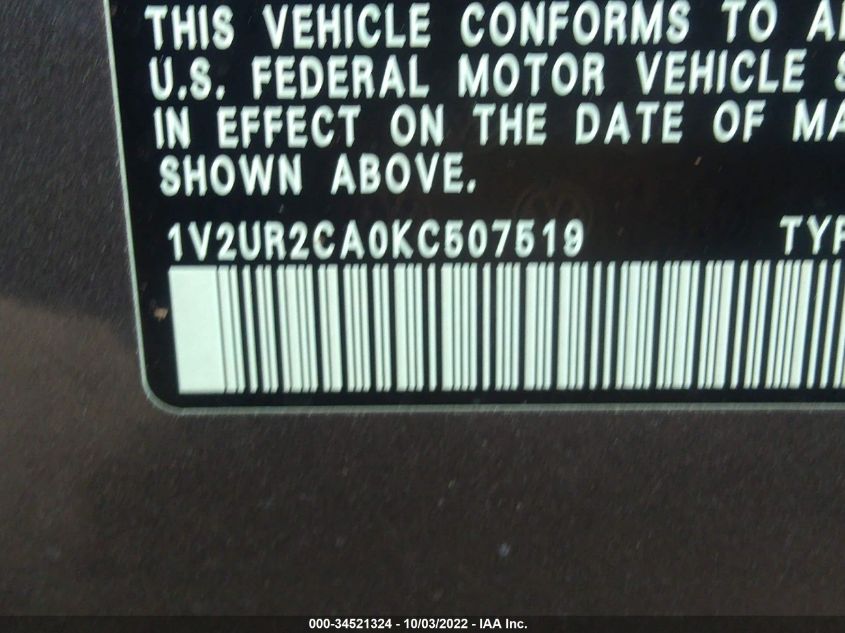 THIS VEHICLE CONFORMS TO
U.S. FEDERAL MOTOR VEHICLE
IN EFFECT ON THE DATE OF
SHOWN ABOVE.
1V2UR2CA0KC507519
000-34521324 - 10/03/2022 - IAA Inc.